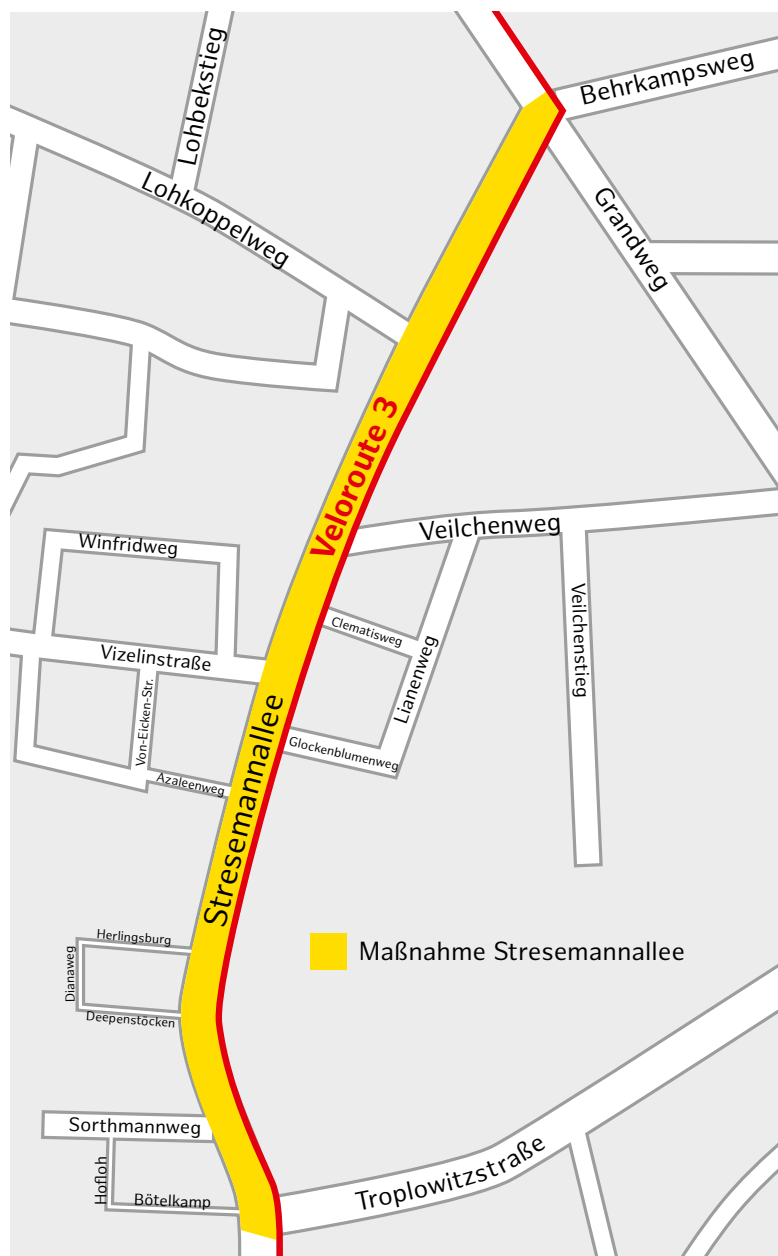 Behrkampsweg
Lohbekstieg
Lohkoppelweg
Grandweg
Veloroute 3
Veilchenweg
Winfridweg
Clematisweg
Veilchenstieg
Vizelinstraße
Lianenweg
Von-Eicken-Str.
Glockenblumenweg
Azaleenweg
Stresemannallee
Herlingsburg
Maßnahme Stresemannallee
Dianaweg
Deepenstöcken
Sorthmannweg
Hofloh
Troplowitzstraße
Bötelkamp